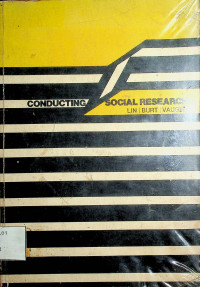 CONDUCTING SOCIAL RESEARCH
LIN | BURT | VAUGHN